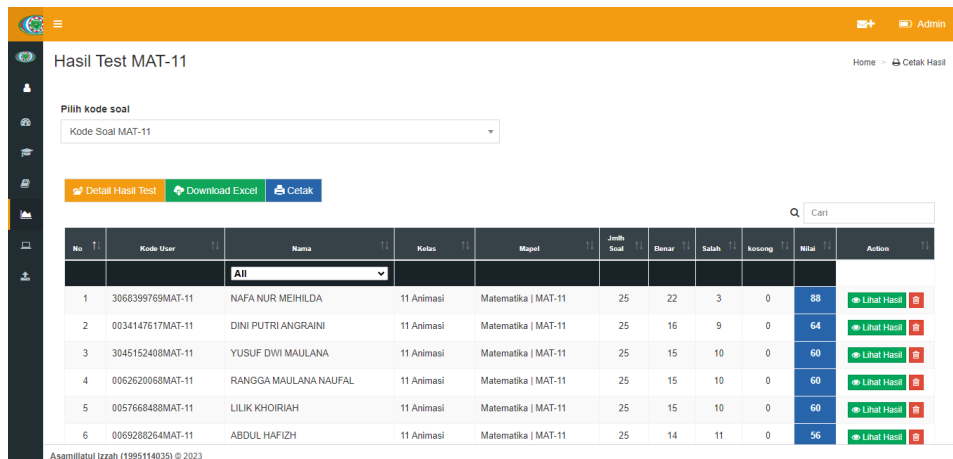 Admin
Hasil Test MAT-11
Home > Cetak Hasil
Pilih kode soal
Kode Soal MAT-11
Detail Hasil Test Download Excel Cetak
Cari
No Kode User Nama Kelas Mapel Jmlh Soal Benar Salah kosong Nilai Action
All
1 3068399769MAT-11 NAFA NUR MEIHILDA 11 Animasi Matematika | MAT-11 25 22 3 0 88 Lihat Hasil
2 0034147617MAT-11 DINI PUTRI ANGRAINI 11 Animasi Matematika | MAT-11 25 16 9 0 64 Lihat Hasil
3 3045152408MAT-11 YUSUF DWI MAULANA 11 Animasi Matematika | MAT-11 25 15 10 0 60 Lihat Hasil
4 0062620068MAT-11 RANGGA MAULANA NAUFAL 11 Animasi Matematika | MAT-11 25 15 10 0 60 Lihat Hasil
5 0057668488MAT-11 LILIK KHOIRIAH 11 Animasi Matematika | MAT-11 25 15 10 0 60 Lihat Hasil
6 0069288264MAT-11 ABDUL HAFIZH 11 Animasi Matematika | MAT-11 25 14 11 0 56 Lihat Hasil
Asamillatul Izzah (1995114035) © 2023